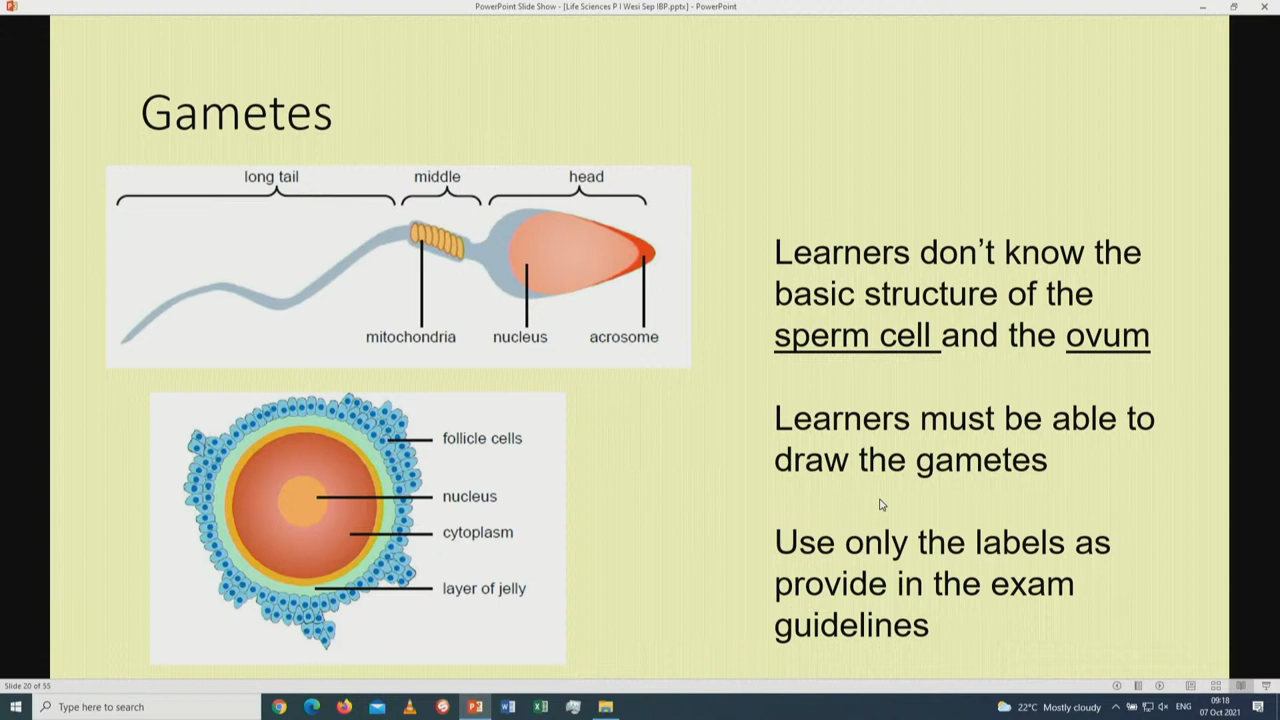 PowerPoint Slide Show - [Life Sciences P I Wesi Sep IBP.pptx] - PowerPoint
Gametes
long tail
middle
head
mitochondria
nucleus
acrosome
follicle cells
nucleus
cytoplasm
layer of jelly
Learners don’t know the
basic structure of the
sperm cell and the ovum
Learners must be able to
draw the gametes
Use only the labels as
provide in the exam
guidelines
Slide 20 of 55
Type here to search
22°C Mostly cloudy
ENG
09:18
07 Oct 2021